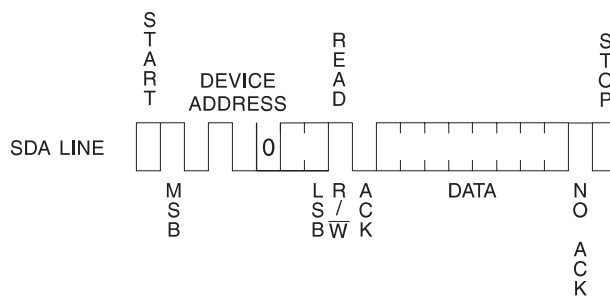 START
DEVICE
ADDRESS
READ
STOP
SDA LINE
0
MSB
LSB
R/W
ACK
DATA
NO ACK